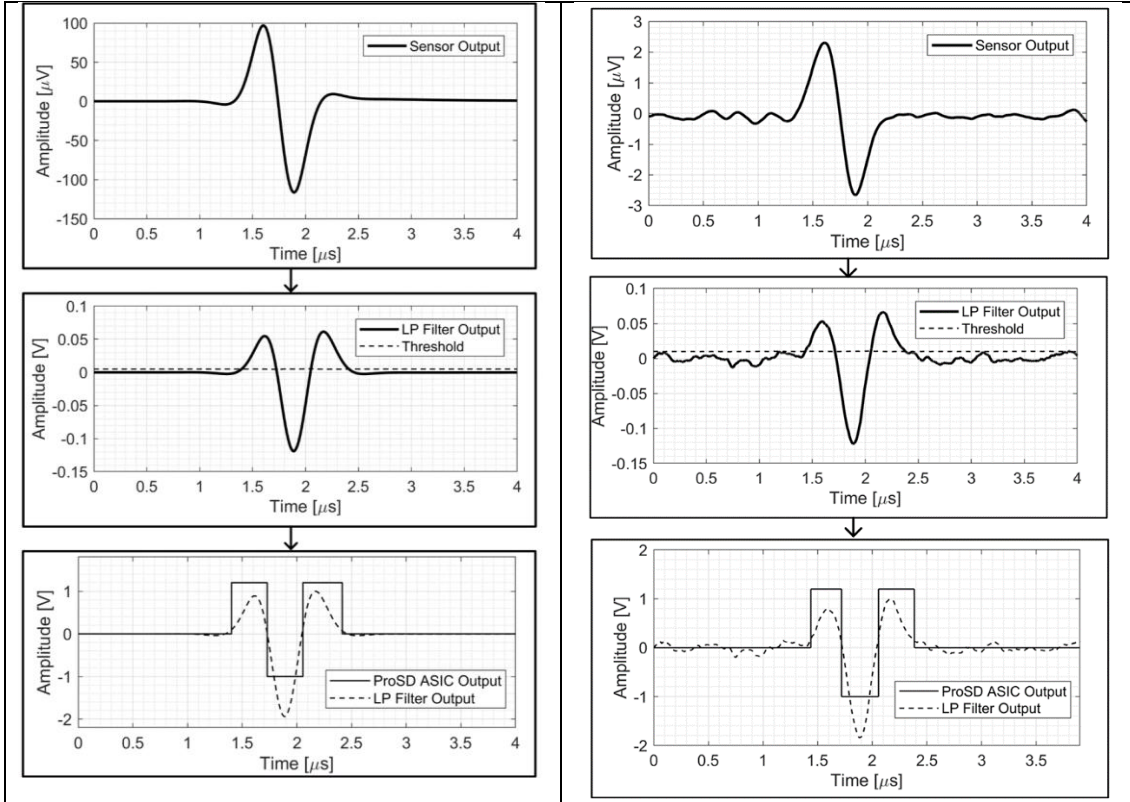 100
50
0
-50
-100
-150
Amplitude [μV]
Sensor Output
0 0.5 1 1.5 2 2.5 3 3.5 4
Time [μs]
0.1
0.05
0
-0.05
-0.1
-0.15
Amplitude [V]
LP Filter Output
Threshold
0 0.5 1 1.5 2 2.5 3 3.5 4
Time [μs]
1
0
-1
-2
Amplitude [V]
ProSD ASIC Output
LP Filter Output
0 0.5 1 1.5 2 2.5 3 3.5 4
Time [μs]
3
2
1
0
-1
-2
-3
Amplitude [μV]
Sensor Output
0 0.5 1 1.5 2 2.5 3 3.5 4
Time [μs]
0.1
0.05
0
-0.05
-0.1
-0.15
Amplitude [V]
LP Filter Output
Threshold
0 0.5 1 1.5 2 2.5 3 3.5 4
Time [μs]
2
1
0
-1
-2
Amplitude [V]
ProSD ASIC Output
LP Filter Output
0 0.5 1 1.5 2 2.5 3 3.5
Time [μs]